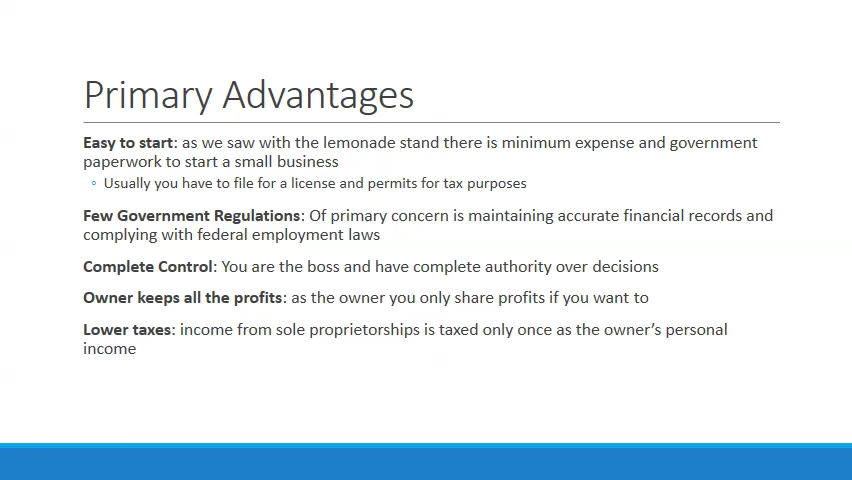 Primary Advantages
Easy to start: as we saw with the lemonade stand there is minimum expense and government
paperwork to start a small business
◦ Usually you have to file for a license and permits for tax purposes
Few Government Regulations: Of primary concern is maintaining accurate financial records and
complying with federal employment laws
Complete Control: You are the boss and have complete authority over decisions
Owner keeps all the profits: as the owner you only share profits if you want to
Lower taxes: income from sole proprietorships is taxed only once as the owner’s personal
income